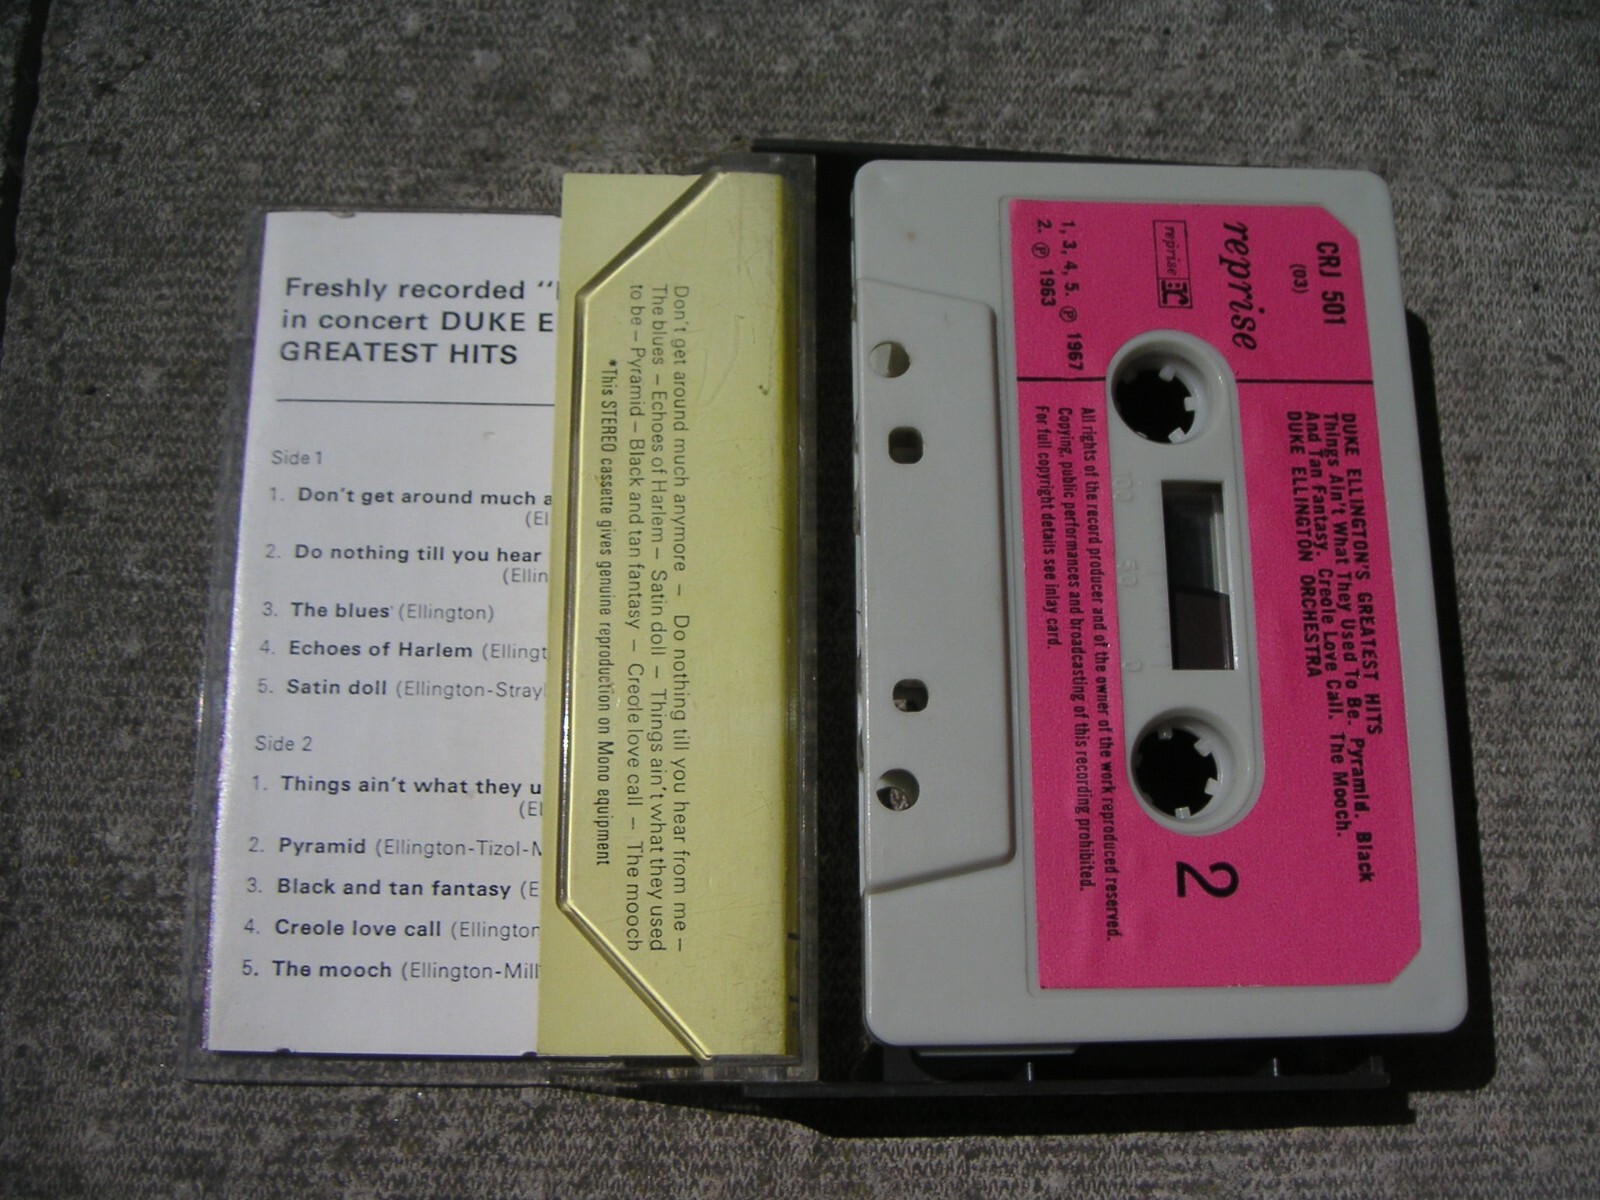 Freshly recorded "
in concert DUKE E
GREATEST HITS
Side 1
1. Don't get around much a
(El
2. Do nothing till you hear
(Ellin
3. The blues (Ellington)
4. Echoes of Harlem (Ellingt
5. Satin doll (Ellington-Stray
Side 2
1. Things ain't what they u
(El
2. Pyramid (Ellington-Tizol-M
3. Black and tan fantasy (E
4. Creole love call (Ellington
5. The mooch (Ellington-Mill
Don't get around much anymore – Do nothing till you hear from me –
The blues – Echoes of Harlem – Satin doll – Things ain't what they used
to be – Pyramid – Black and tan fantasy – Creole love call – The mooch
*This STEREO cassette gives genuine reproduction on Mono equipment
CRJ 501
(03)
reprise
reprise
1, 3, 4, 5. ℗ 1967
2. ℗ 1963
DUKE ELLINGTON'S GREATEST HITS
Things Ain't What They Used To Be. Pyramid. Black
And Tan Fantasy. Creole Love Call. The Mooch.
DUKE ELLINGTON ORCHESTRA
100 50 0
2
All rights of the record producer and of the owner of the work reproduced reserved.
Copying, public performances and broadcasting of this recording prohibited.
For full copyright details see inlay card.